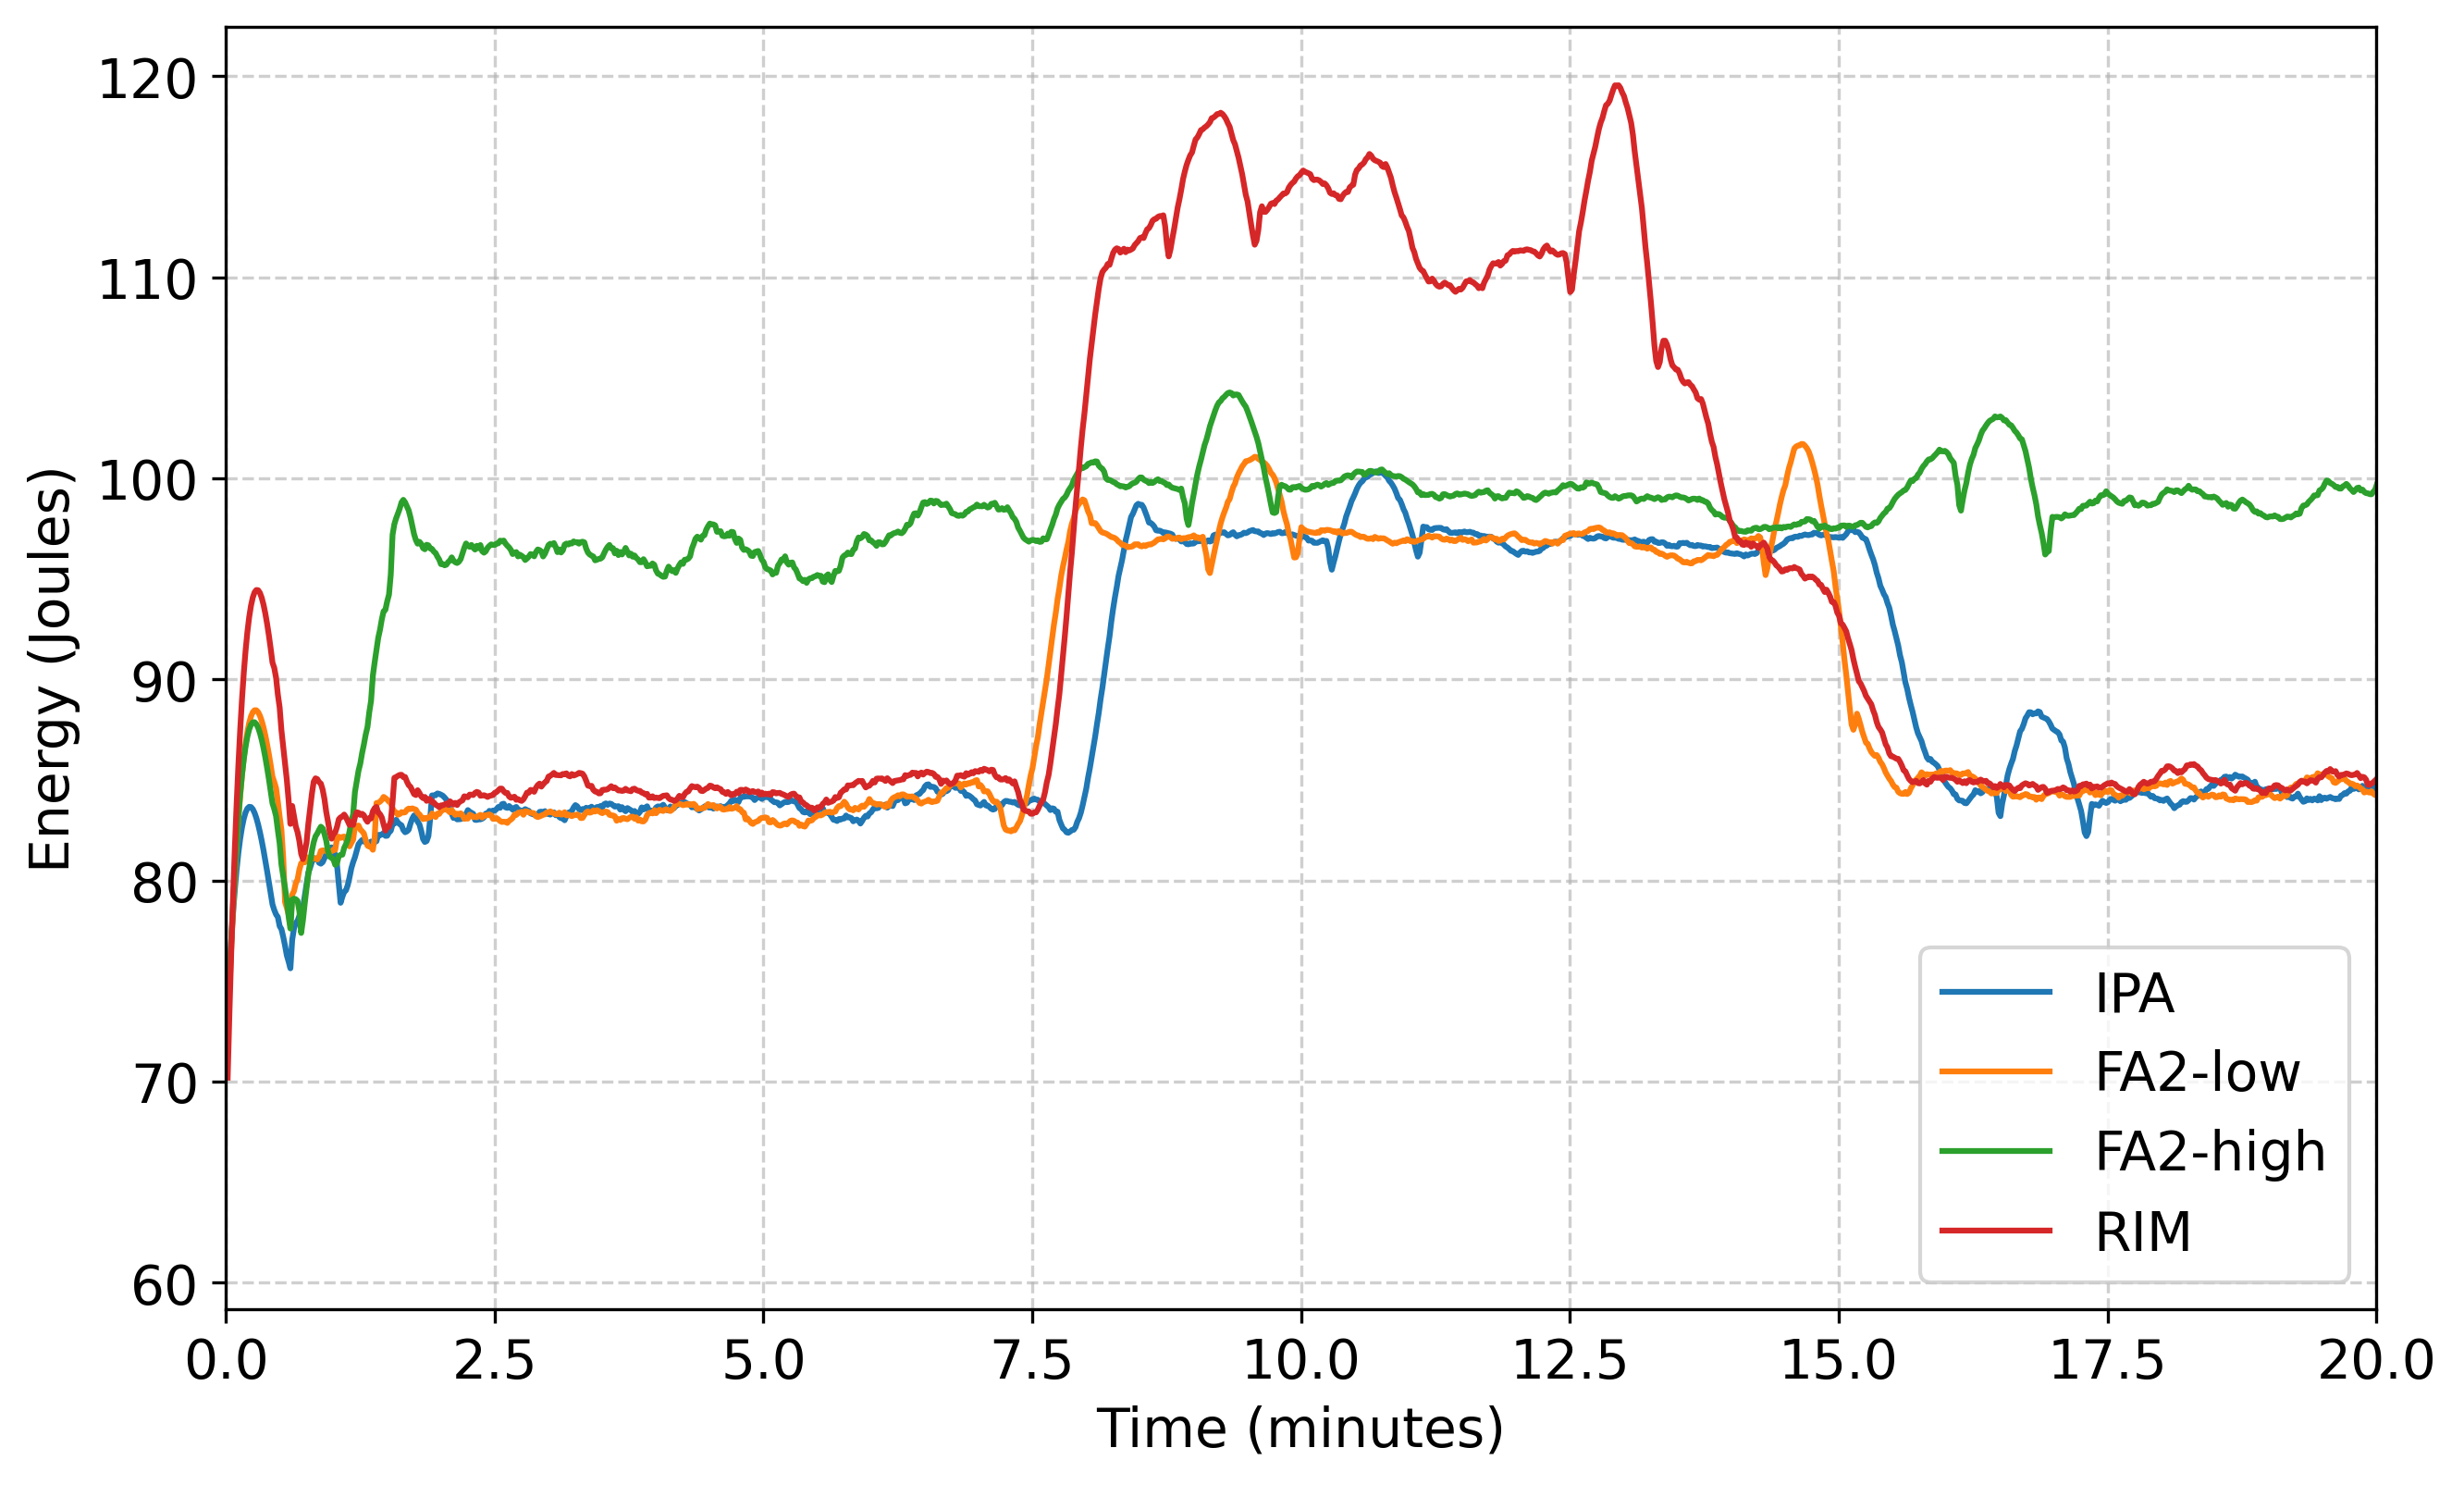 Energy (Joules)
120
110
100
90
80
70
60
0.0 2.5 5.0 7.5 10.0 12.5 15.0 17.5 20.0
Time (minutes)
IPA
FA2-low
FA2-high
RIM